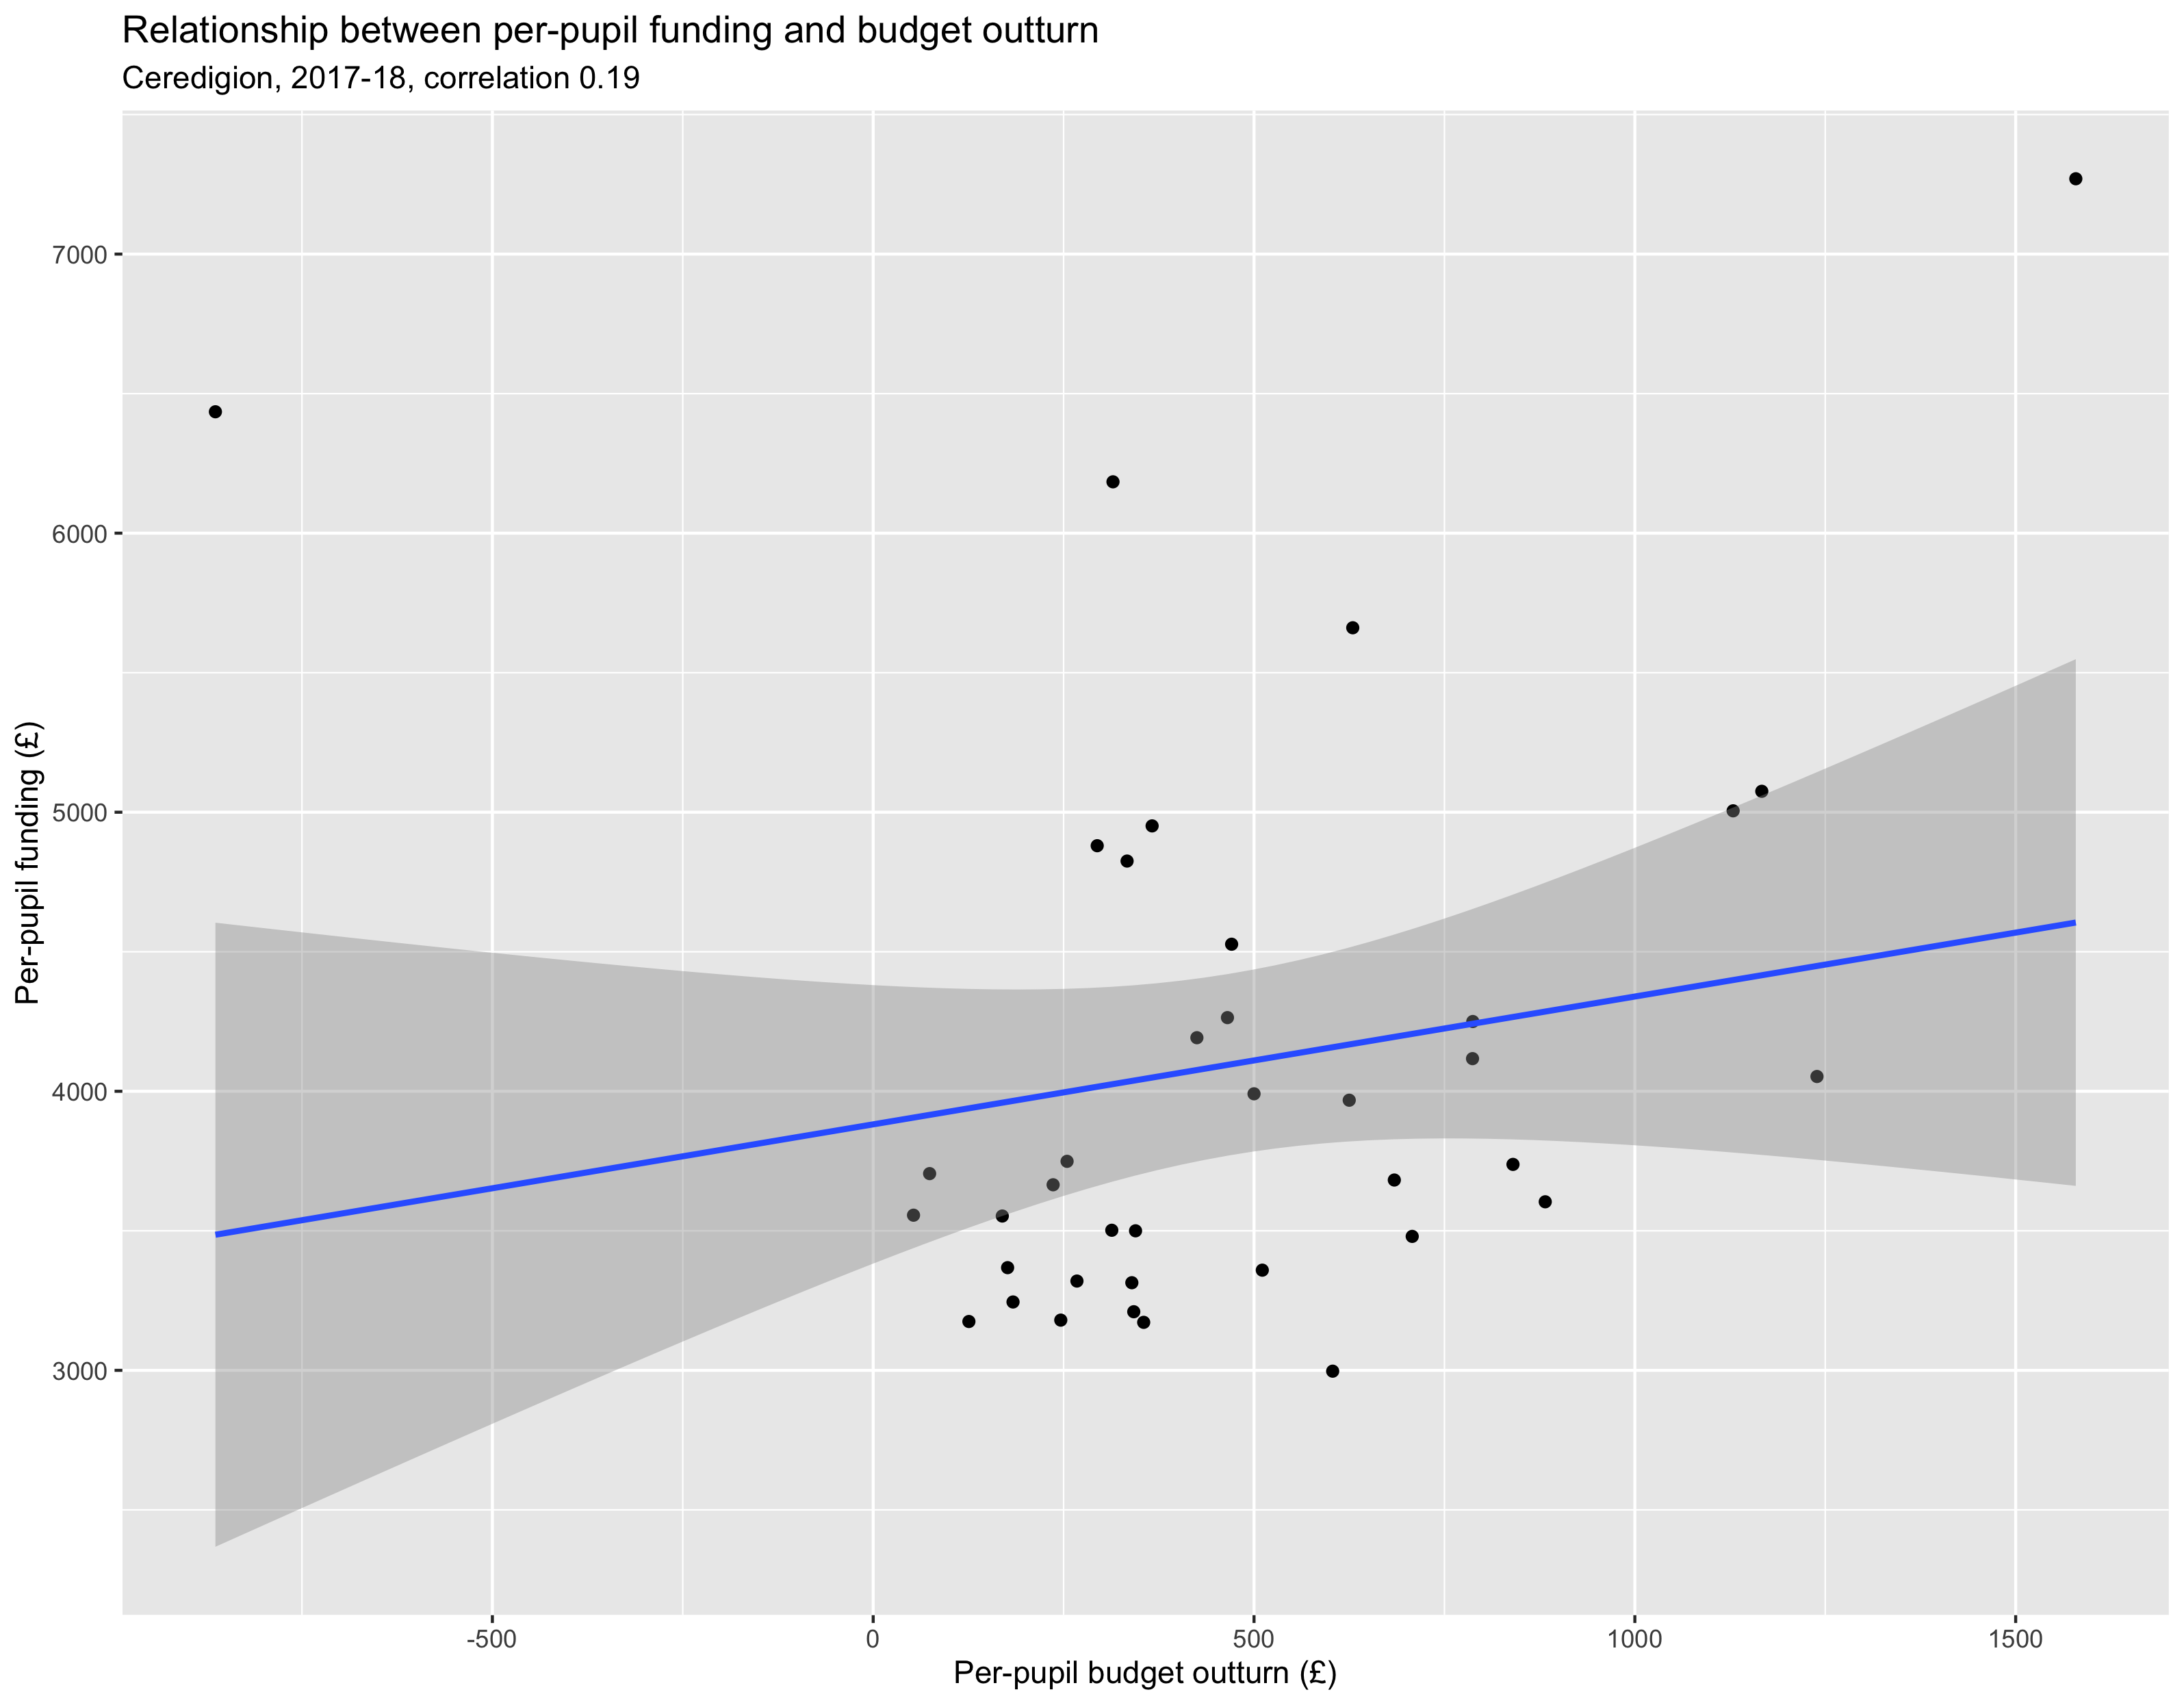 Relationship between per-pupil funding and budget outturn
Ceredigion, 2017-18, correlation 0.19
Per-pupil funding (£)
7000
6000
5000
4000
3000
-500
0
500
1000
1500
Per-pupil budget outturn (£)